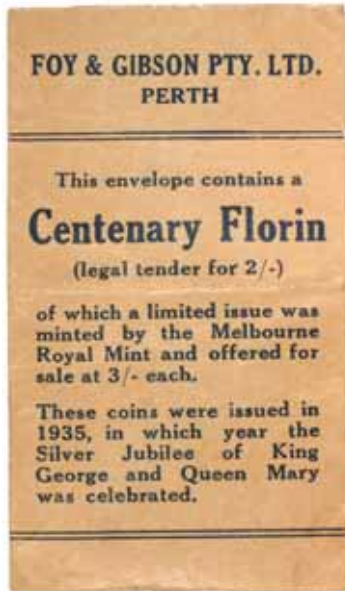 FOY & GIBSON PTY. LTD.
PERTH
This envelope contains a
Centenary Florin
(legal tender for 2/-)
of which a limited issue was
minted by the Melbourne
Royal Mint and offered for
sale at 3/- each.
These coins were issued in
1935, in which year the
Silver Jubilee of King
George and Queen Mary
was celebrated.